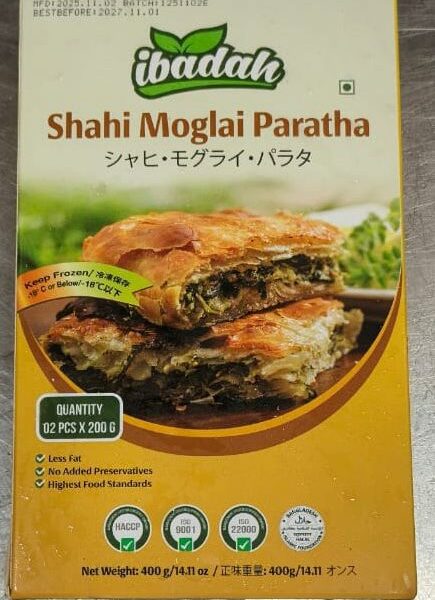 MFD:2025.11.02 BATCH:1251102E
BESTBEFORE:2027.11.01
ibadah
Shahi Moglai Paratha
シャヒ・モグライ・パラタ
Keep Frozen/ 冷凍保存
-18° C or Below/-18℃以下
QUANTITY
02 PCS X 200 G
Less Fat
No Added Preservatives
Highest Food Standards
HACCP
ISO
9001
ISO
22000
BANGLADESH
HALAL
Net Weight: 400 g/14.11 oz / 正味重量: 400g/14.11 オンス